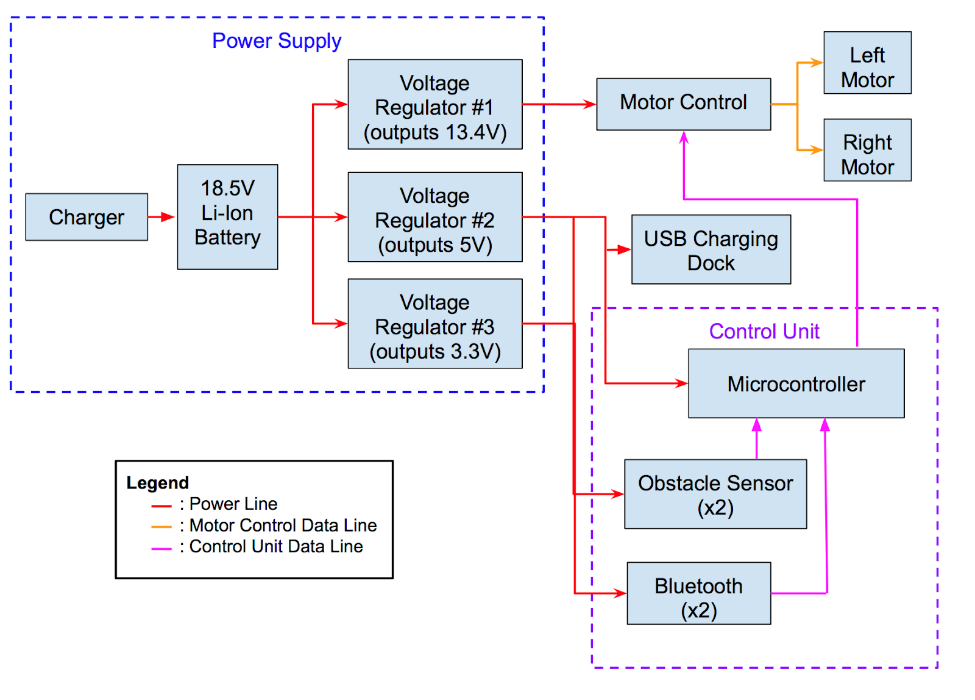 Power Supply
Charger
18.5V
Li-Ion
Battery
Voltage
Regulator #1
(outputs 13.4V)
Voltage
Regulator #2
(outputs 5V)
Voltage
Regulator #3
(outputs 3.3V)
Motor Control
Left
Motor
Right
Motor
USB Charging
Dock
Control Unit
Microcontroller
Obstacle Sensor
(x2)
Bluetooth
(x2)
Legend
: Power Line
: Motor Control Data Line
: Control Unit Data Line